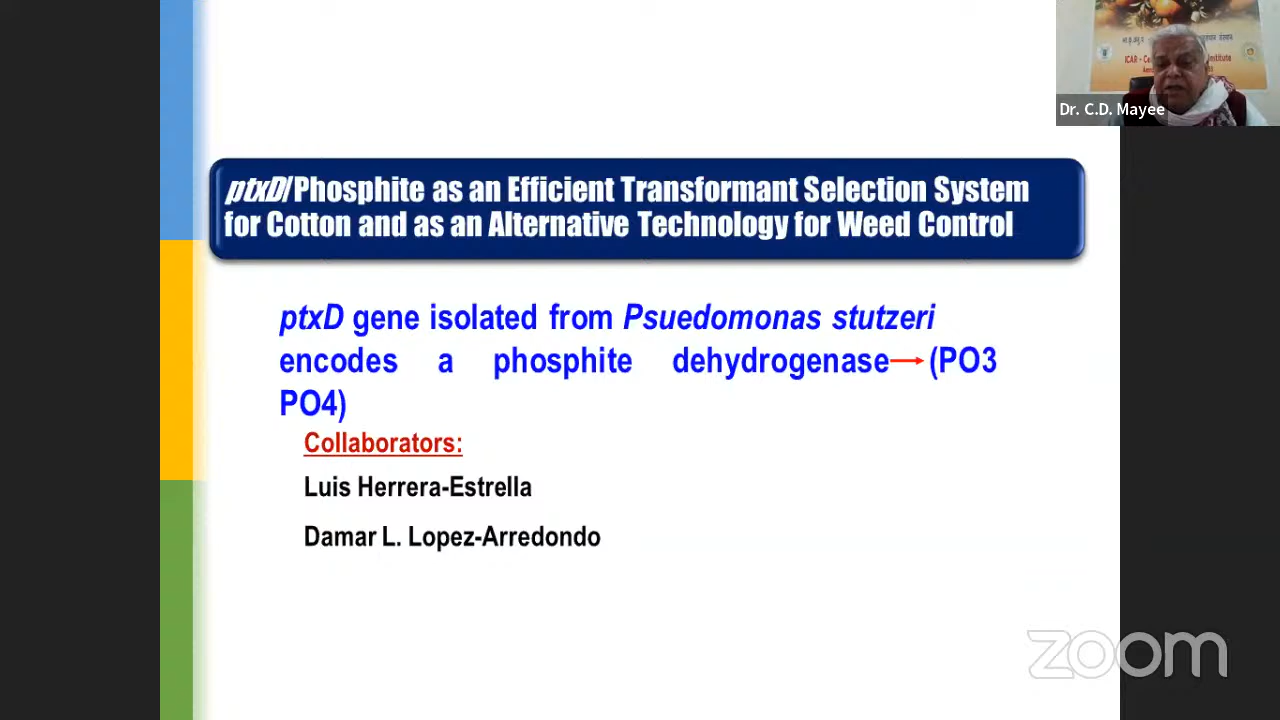 ptxD/Phosphite as an Efficient Transformant Selection System
for Cotton and as an Alternative Technology for Weed Control
ptxD gene isolated from Psuedomonas stutzeri
encodes a phosphite dehydrogenase→(PO3
PO4)
Collaborators:
Luis Herrera-Estrella
Damar L. Lopez-Arredondo
ICAR - Ce
Dr. C.D. Mayee
zoom